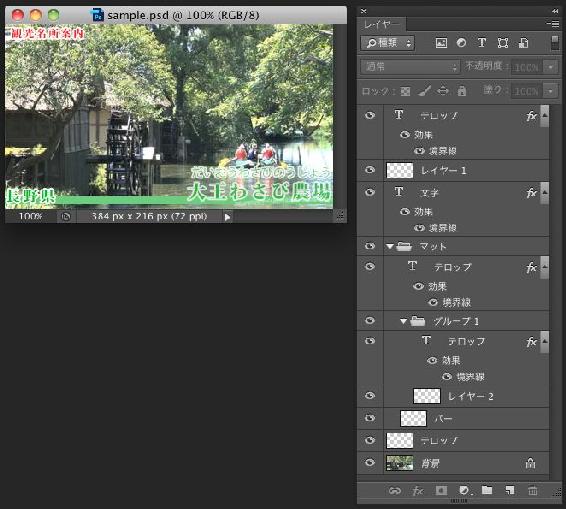 sample.psd @ 100% (RGB/8)
観光名所案内
だいおうわさびのうじょう
長野県
大王わさび農場
100%
384 px x 216 px (72 ppi)
レイヤー
種類
T
通常
不透明度：
100%
ロック：
塗り：
100%
T テロップ fx
効果
境界線
レイヤー 1
T 文字 fx
効果
境界線
マット
T テロップ fx
効果
境界線
グループ 1
T テロップ fx
効果
境界線
レイヤー 2
バー
テロップ
背景
fx